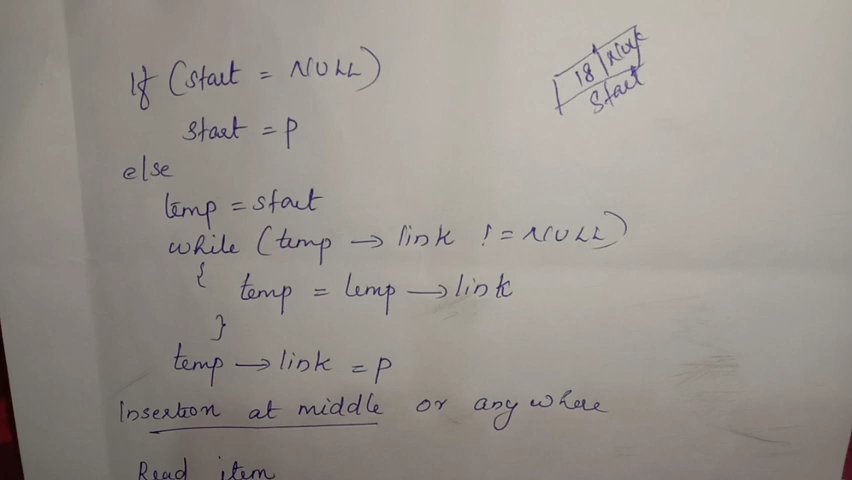 If (start = NULL)
start = P
else
temp = start
while (temp → link != NULL)
{ temp = temp → link
}
temp → link = P
Insertion at middle or any where
Read item
18
Start